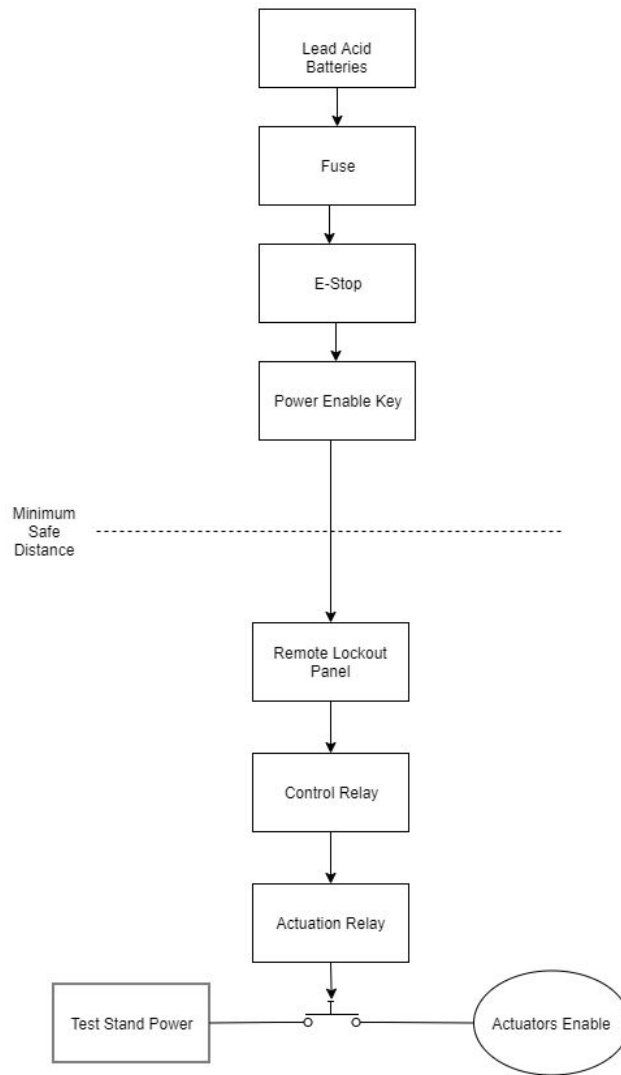 Lead Acid
Batteries
Fuse
E-Stop
Power Enable Key
Minimum
Safe
Distance
Remote Lockout
Panel
Control Relay
Actuation Relay
Test Stand Power
Actuators Enable